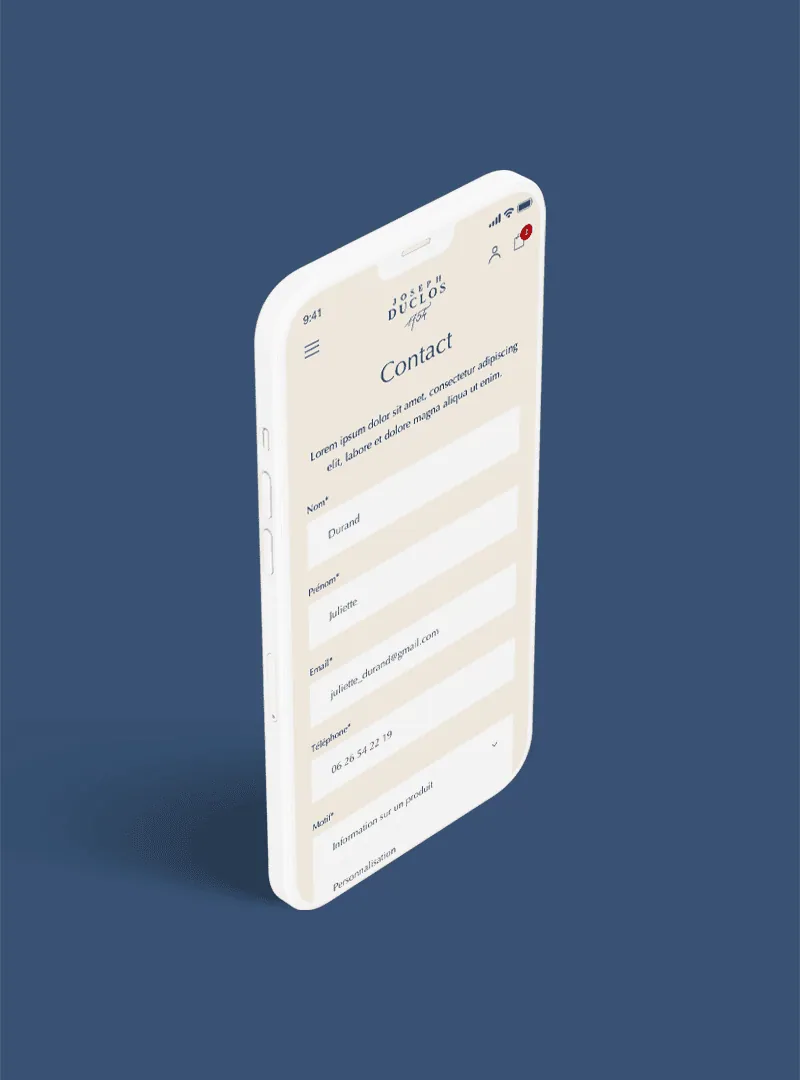 9:41
2
JOSEPH
DUCLOS
1754
Contact
Lorem ipsum dolor sit amet, consectetur adipiscing
elit, labore et dolore magna aliqua ut enim.
Nom*
Durand
Prénom*
Juliette
Email*
juliette_durand@gmail.com
Téléphone*
06 26 54 22 19
Motif*
Information sur un produit
Personnalisation